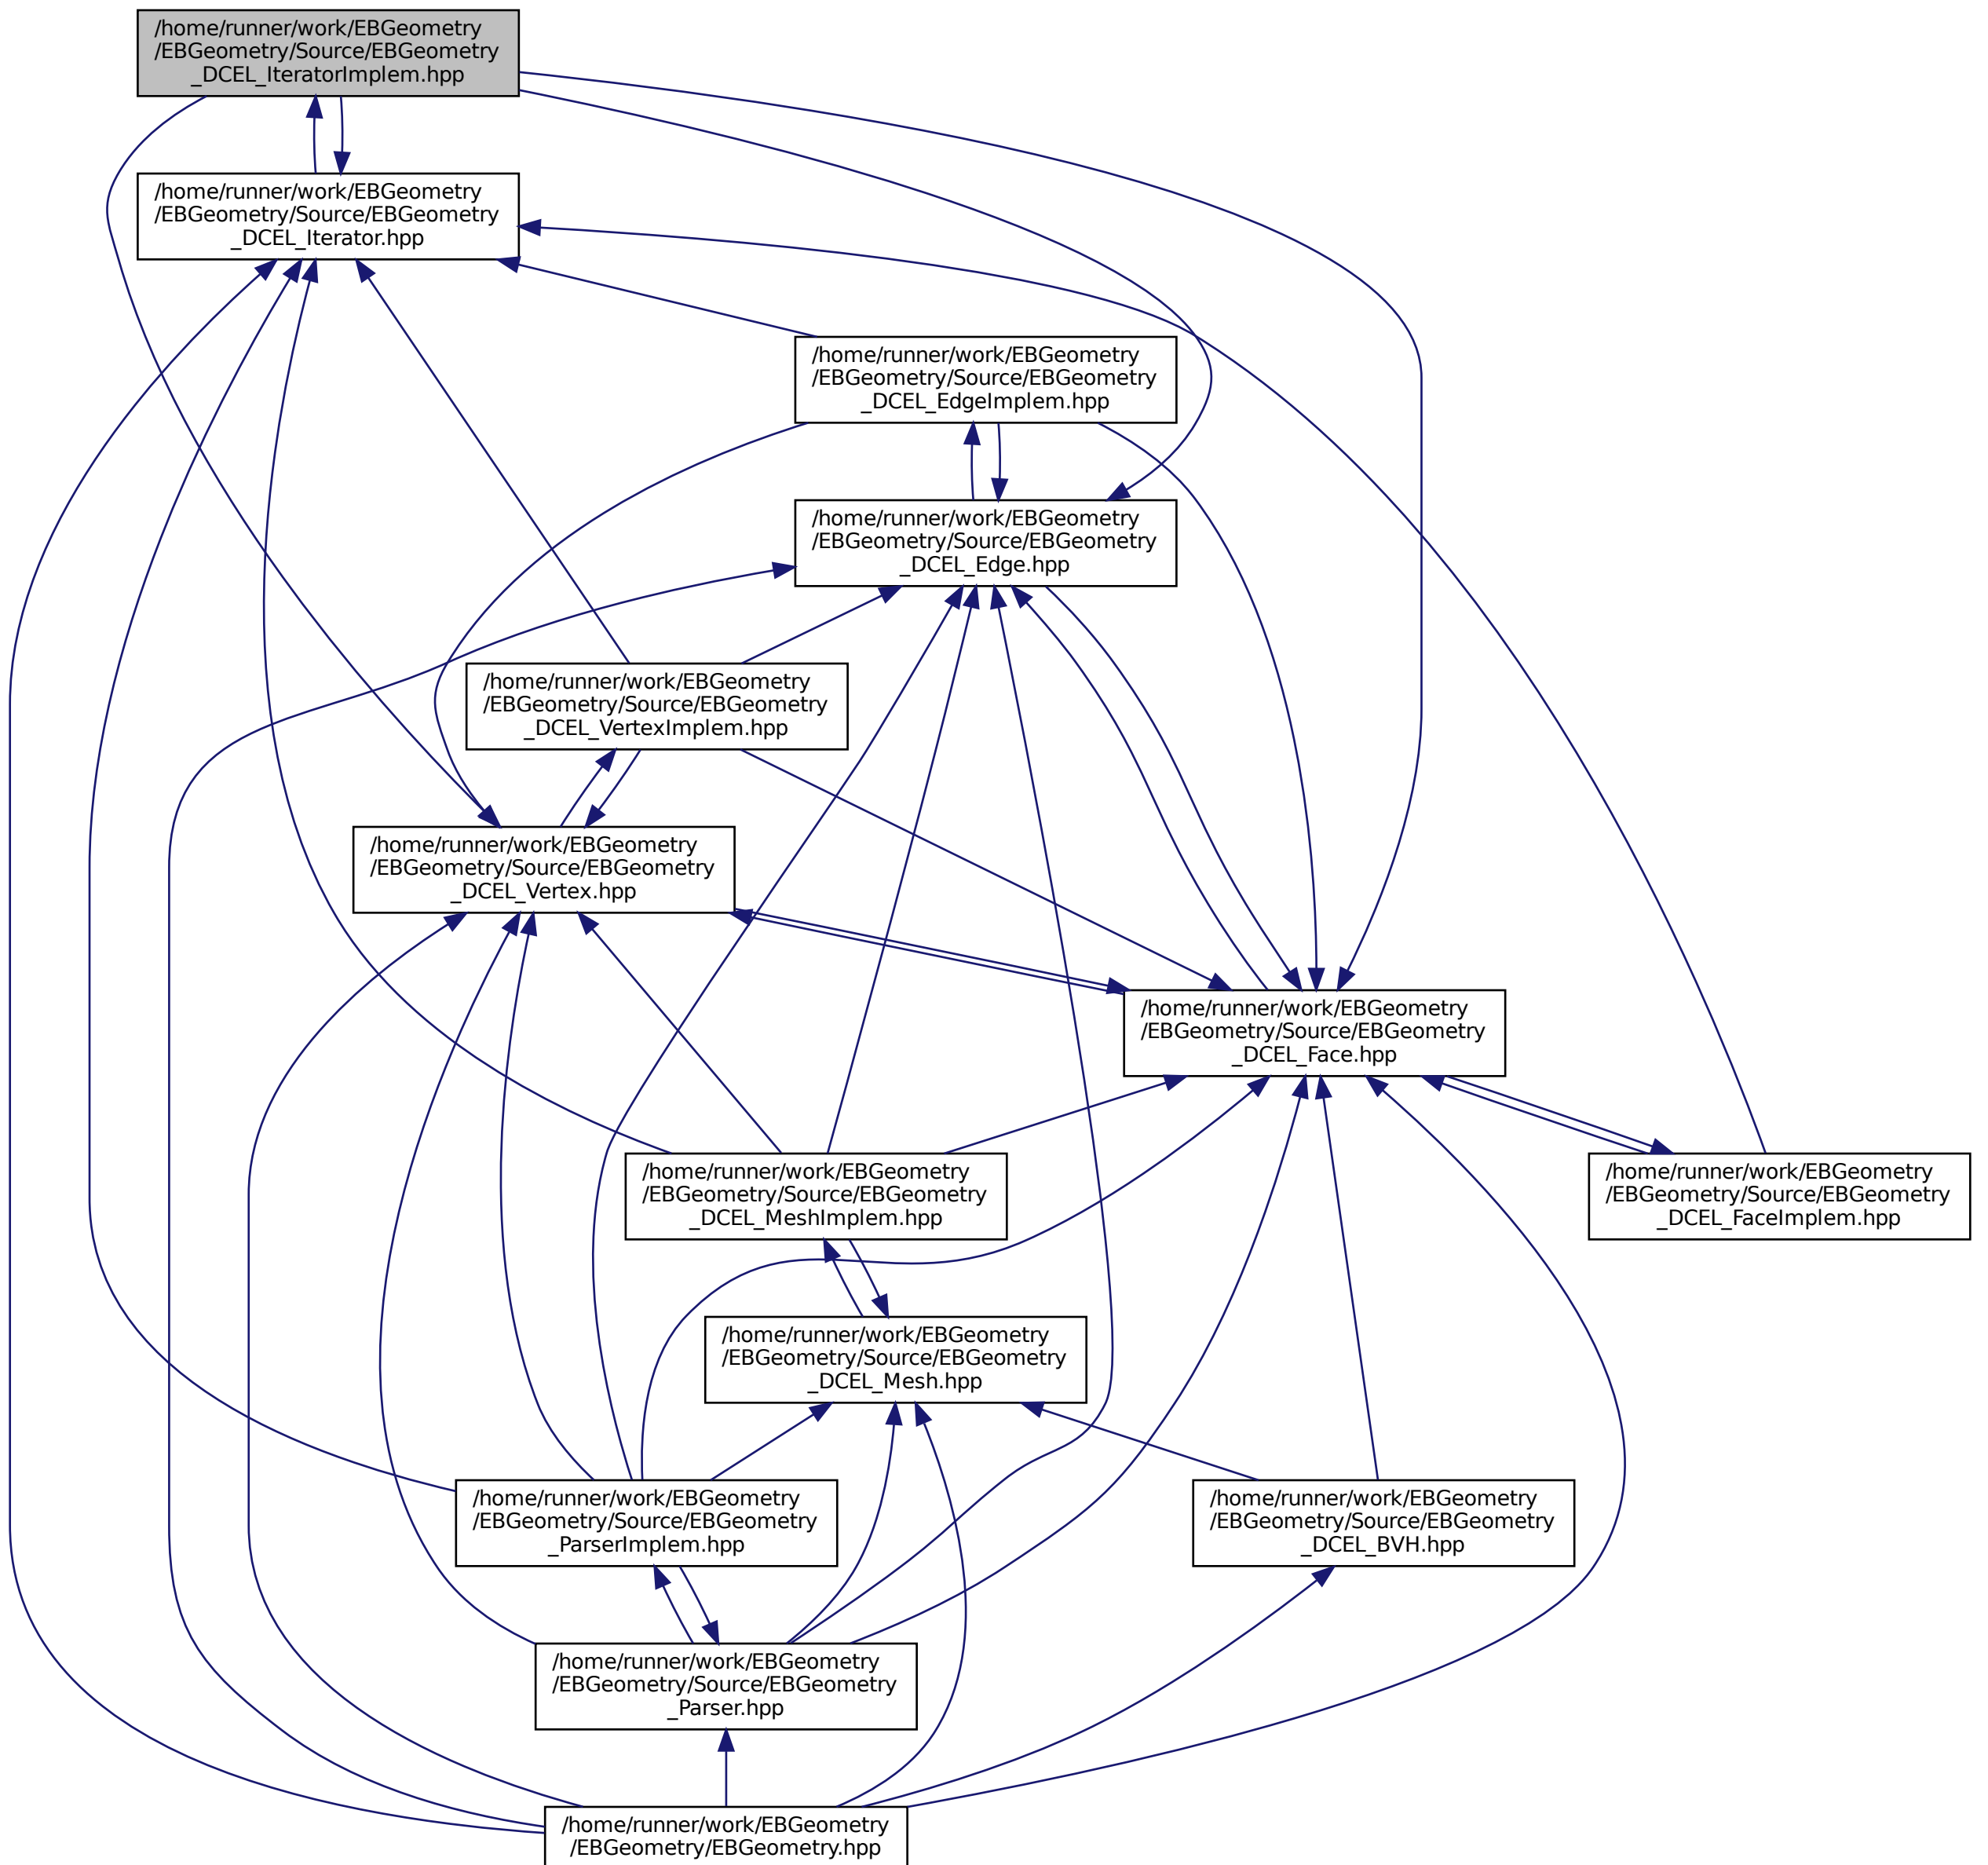 /home/runner/work/EBGeometry
/EBGeometry/Source/EBGeometry
_DCEL_IteratorImplem.hpp
/home/runner/work/EBGeometry
/EBGeometry/Source/EBGeometry
_DCEL_Iterator.hpp
/home/runner/work/EBGeometry
/EBGeometry/Source/EBGeometry
_DCEL_EdgeImplem.hpp
/home/runner/work/EBGeometry
/EBGeometry/Source/EBGeometry
_DCEL_Edge.hpp
/home/runner/work/EBGeometry
/EBGeometry/Source/EBGeometry
_DCEL_VertexImplem.hpp
/home/runner/work/EBGeometry
/EBGeometry/Source/EBGeometry
_DCEL_Vertex.hpp
/home/runner/work/EBGeometry
/EBGeometry/Source/EBGeometry
_DCEL_Face.hpp
/home/runner/work/EBGeometry
/EBGeometry/Source/EBGeometry
_DCEL_MeshImplem.hpp
/home/runner/work/EBGeometry
/EBGeometry/Source/EBGeometry
_DCEL_FaceImplem.hpp
/home/runner/work/EBGeometry
/EBGeometry/Source/EBGeometry
_DCEL_Mesh.hpp
/home/runner/work/EBGeometry
/EBGeometry/Source/EBGeometry
_ParserImplem.hpp
/home/runner/work/EBGeometry
/EBGeometry/Source/EBGeometry
_DCEL_BVH.hpp
/home/runner/work/EBGeometry
/EBGeometry/Source/EBGeometry
_Parser.hpp
/home/runner/work/EBGeometry
/EBGeometry/EBGeometry.hpp